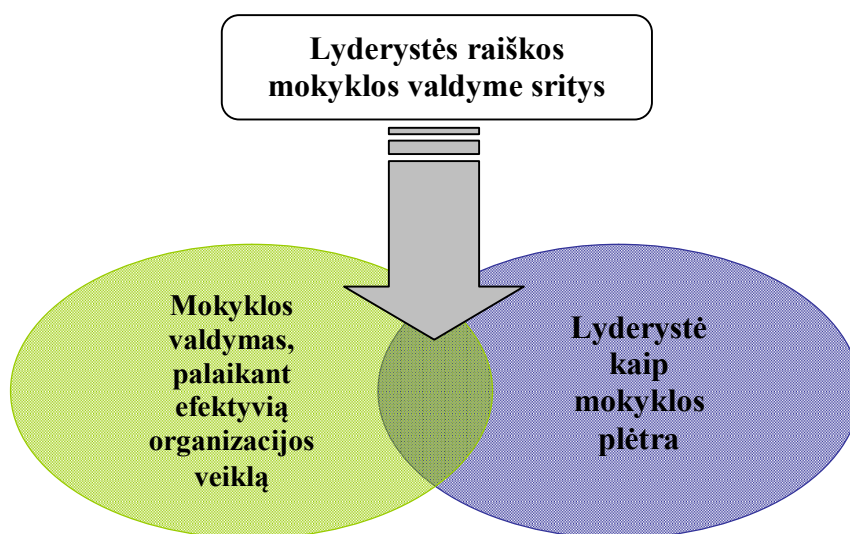 Lyderystės raiškos
mokyklos valdyme sritys
Mokyklos
valdymas,
palaikant
efektyvią
organizacijos
veiklą
Lyderystė
kaip
mokyklos
plėtra